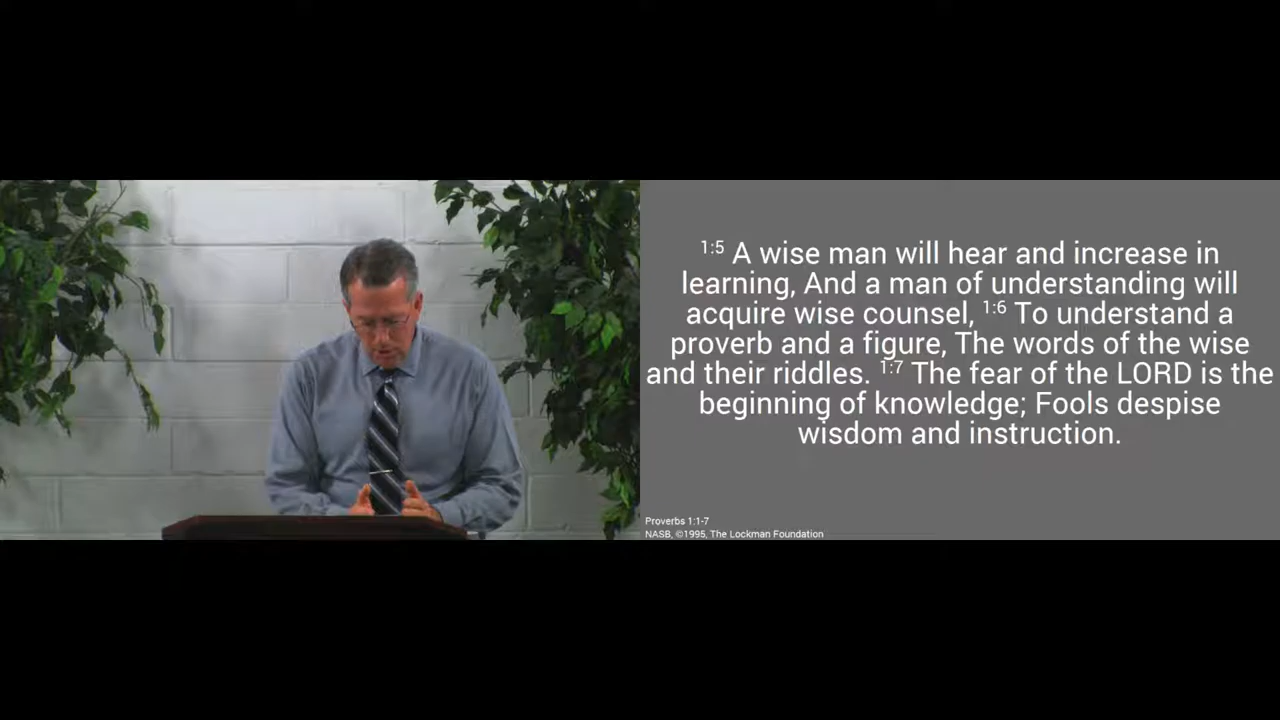 1:5 A wise man will hear and increase in
learning, And a man of understanding will
acquire wise counsel, 1:6 To understand a
proverb and a figure, The words of the wise
and their riddles. 1:7 The fear of the LORD is the
beginning of knowledge; Fools despise
wisdom and instruction.
Proverbs 1:1-7
NASB, ©1995, The Lockman Foundation